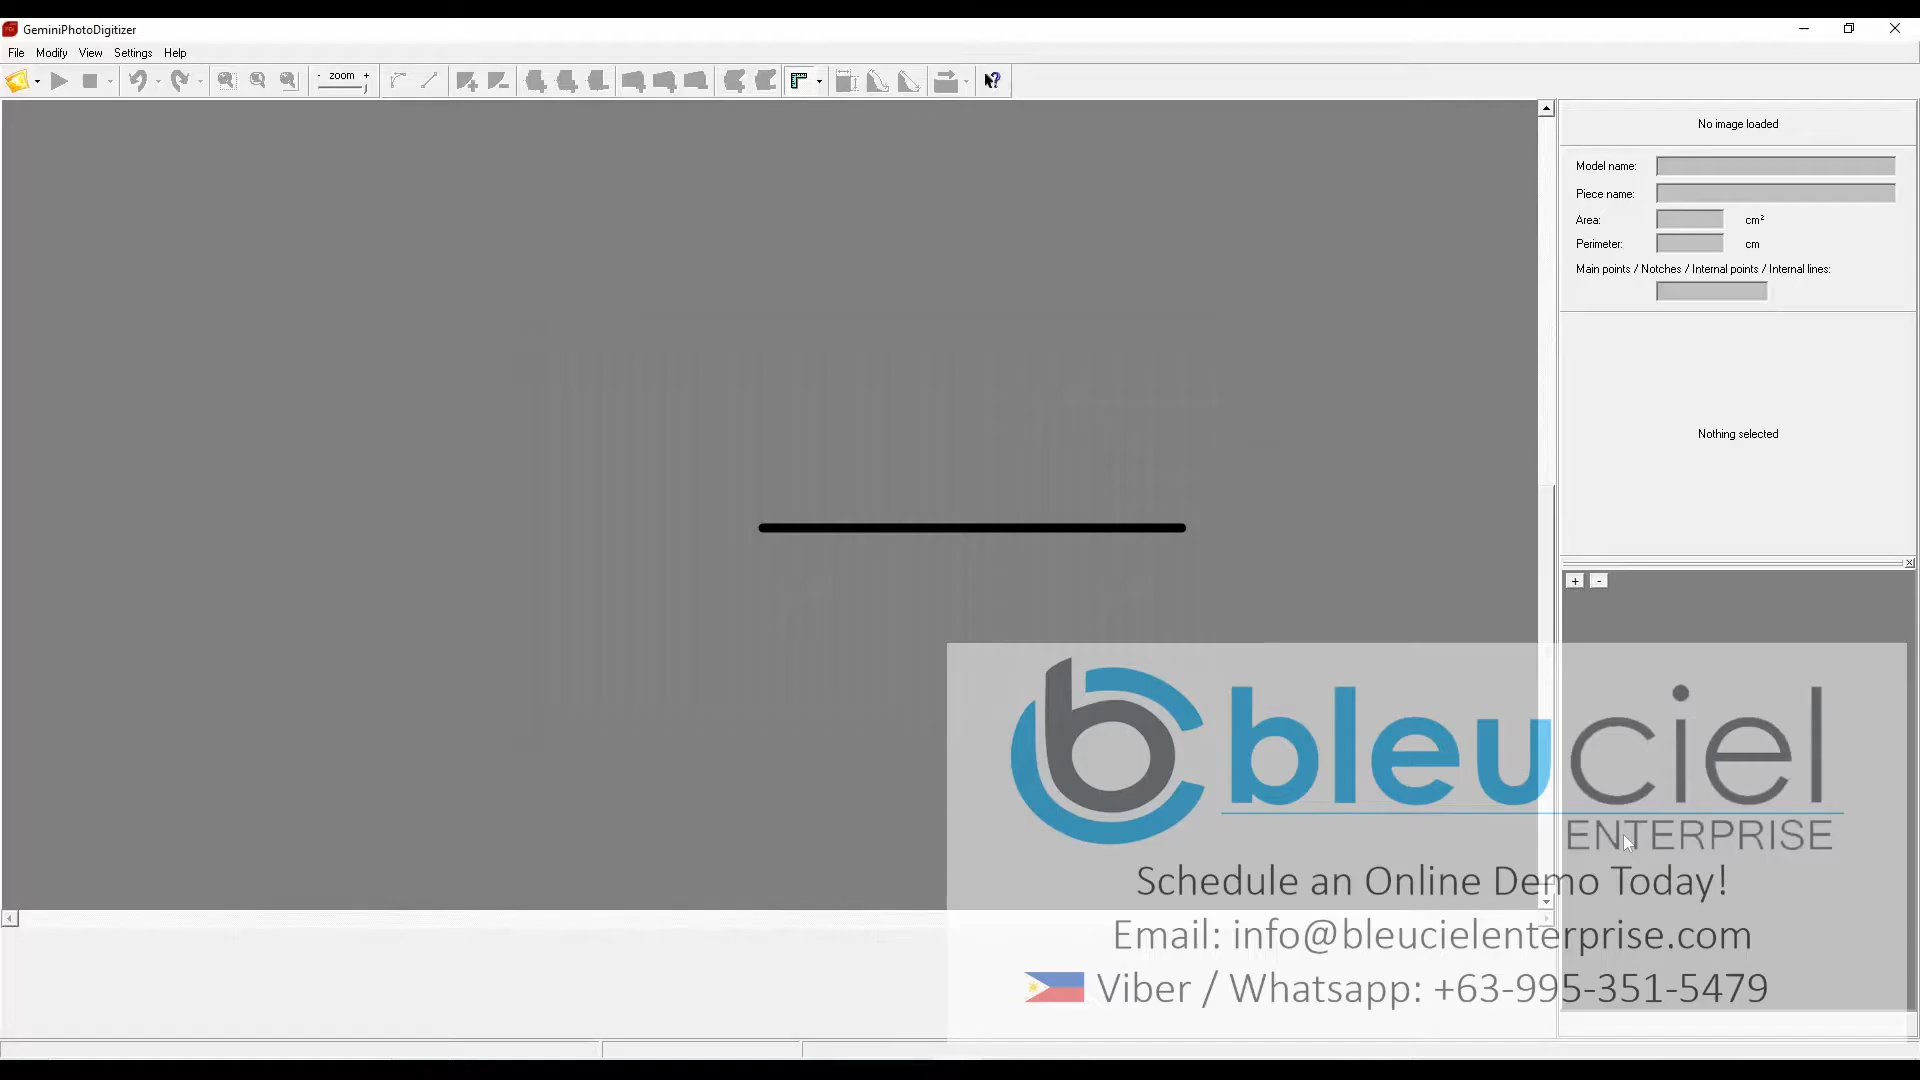 GeminiPhotoDigitizer
File Modify View Settings Help
- zoom +
No image loaded
Model name:
Piece name:
Area: cm²
Perimeter: cm
Main points / Notches / Internal points / Internal lines:
Nothing selected
+ -
bleuciel
ENTERPRISE
Schedule an Online Demo Today!
Email: info@bleucielenterprise.com
Viber / Whatsapp: +63-995-351-5479